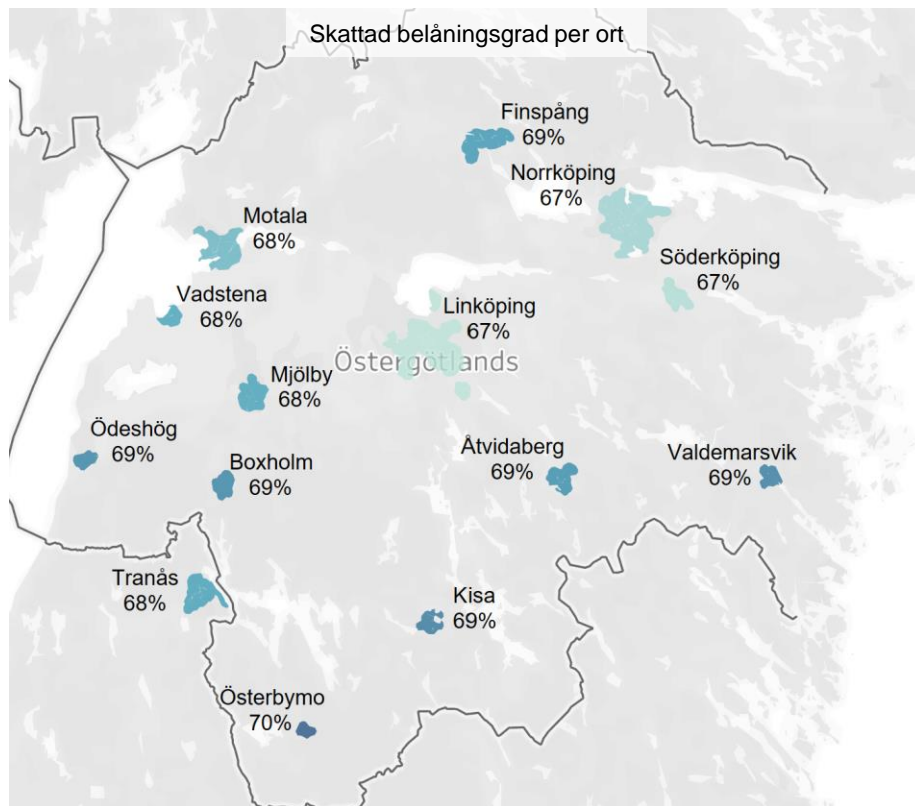 Skattad belåningsgrad per ort
Finspång
69%
Norrköping
67%
Motala
68%
Söderköping
67%
Vadstena
68%
Linköping
67%
Östergötlands
Mjölby
68%
Ödeshög
69%
Boxholm
69%
Åtvidaberg
69%
Valdemarsvik
69%
Tranås
68%
Kisa
69%
Österbymo
70%